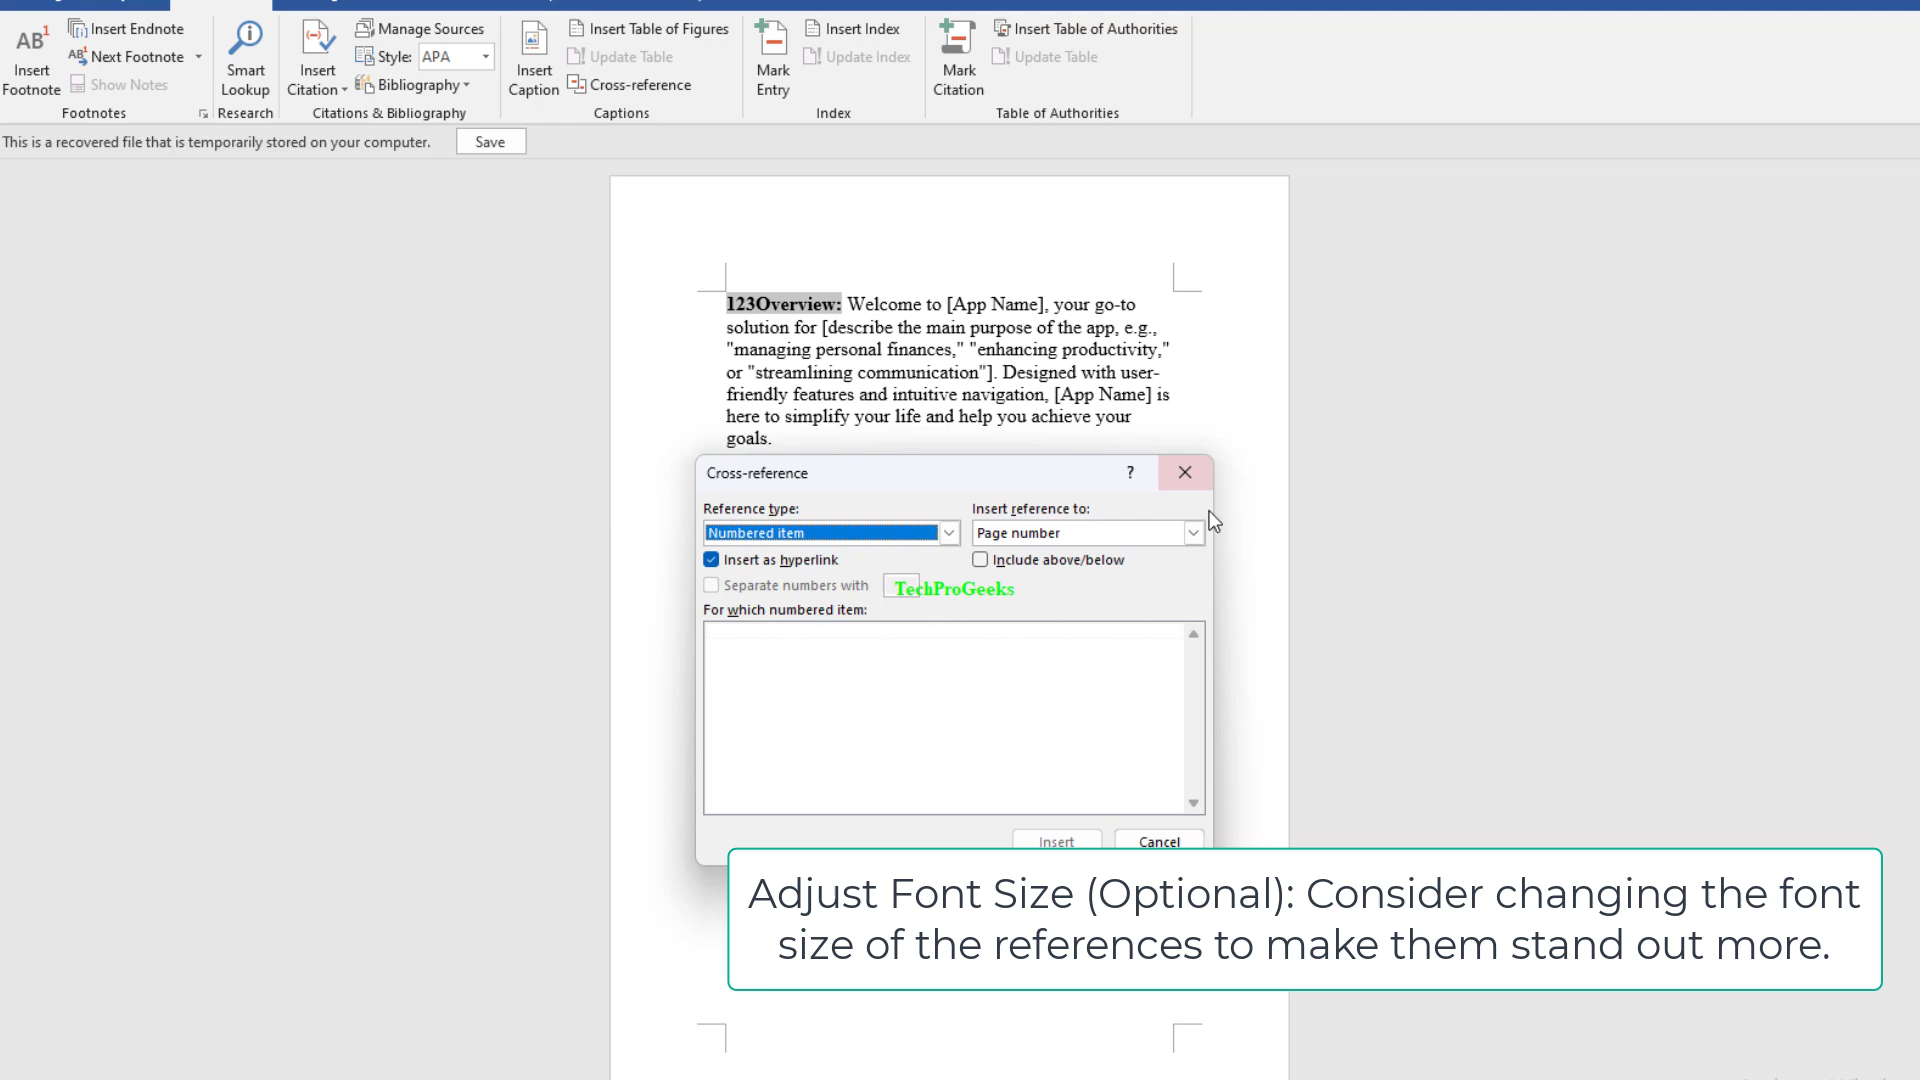 AB1
Insert
Footnote
Insert Endnote
AB1 Next Footnote
Show Notes
Footnotes
Smart
Lookup
Research
Insert
Citation
Manage Sources
Style: APA
Bibliography
Citations & Bibliography
Insert
Caption
Insert Table of Figures
Update Table
Cross-reference
Captions
Mark
Entry
Insert Index
Update Index
Index
Mark
Citation
Insert Table of Authorities
Update Table
Table of Authorities
This is a recovered file that is temporarily stored on your computer. Save
123Overview: Welcome to [App Name], your go-to
solution for [describe the main purpose of the app, e.g.,
"managing personal finances," "enhancing productivity,"
or "streamlining communication"]. Designed with user-
friendly features and intuitive navigation, [App Name] is
here to simplify your life and help you achieve your
goals.
Cross-reference ?
Reference type: Insert reference to:
Numbered item Page number
Insert as hyperlink Include above/below
Separate numbers with
TechProGeeks
For which numbered item:
Insert Cancel
Adjust Font Size (Optional): Consider changing the font
size of the references to make them stand out more.